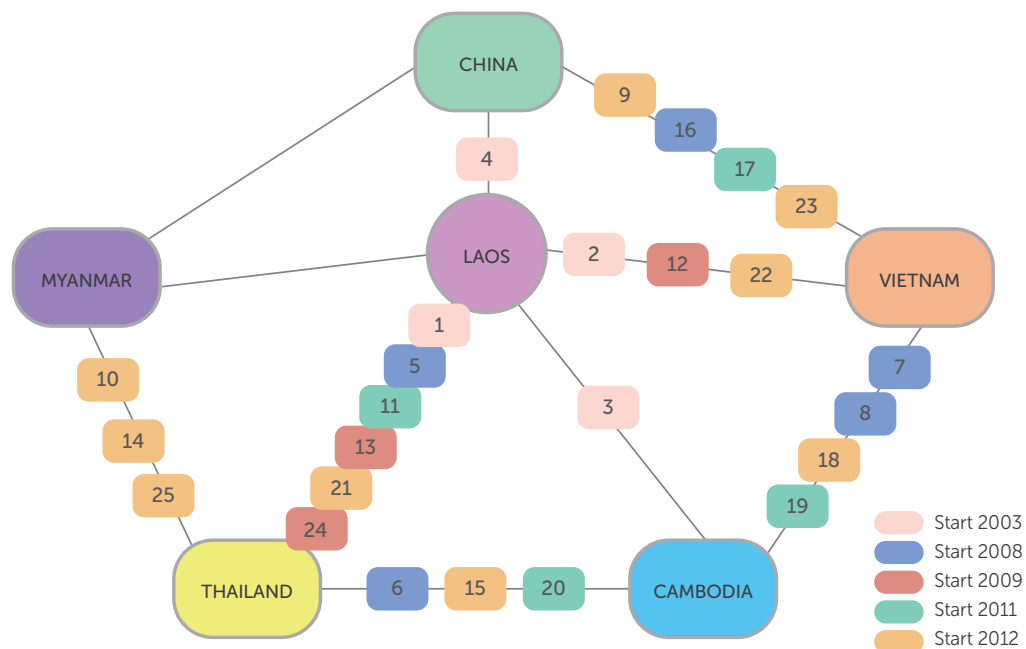 CHINA
9
16
4
17
23
LAOS
2
12
22
MYANMAR
VIETNAM
1
5
7
10
11
3
8
14
13
18
21
25
19
24
THAILAND
6
15
20
CAMBODIA
Start 2003
Start 2008
Start 2009
Start 2011
Start 2012